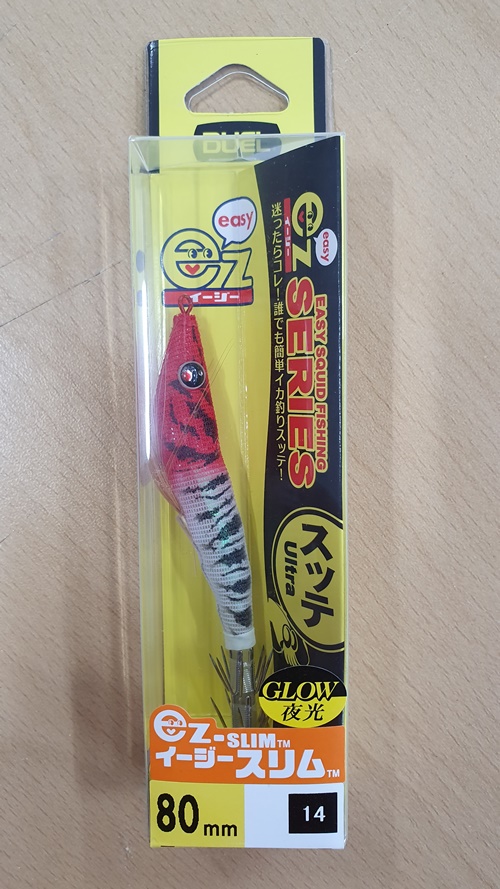 DUEL
easy
ez
イージー
easy
ez
イージー
SERIES
EASY SQUID FISHING
迷ったらコレ！誰でも簡単イカ釣りスッテ！
スッテ
Ultra
GLOW
夜光
ez-SLIM™
イージースリム™
80mm
14